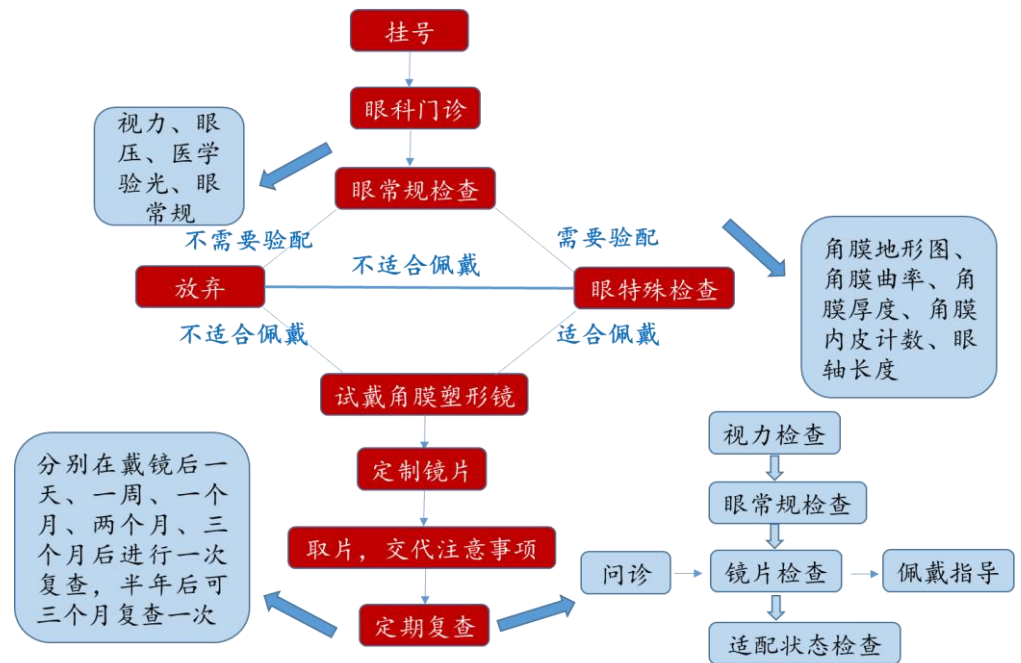 挂号
眼科门诊
视力、眼
压、医学
验光、眼
常规
眼常规检查
不需要验配
需要验配
不适合佩戴
放弃
眼特殊检查
角膜地形图、
角膜曲率、角
膜厚度、角膜
内皮计数、眼
轴长度
不适合佩戴
适合佩戴
试戴角膜塑形镜
定制镜片
取片，交代注意事项
定期复查
分别在戴镜后一
天、一周、一个
月、两个月、三
个月后进行一次
复查，半年后可
三个月复查一次
视力检查
眼常规检查
问诊
镜片检查
佩戴指导
适配状态检查